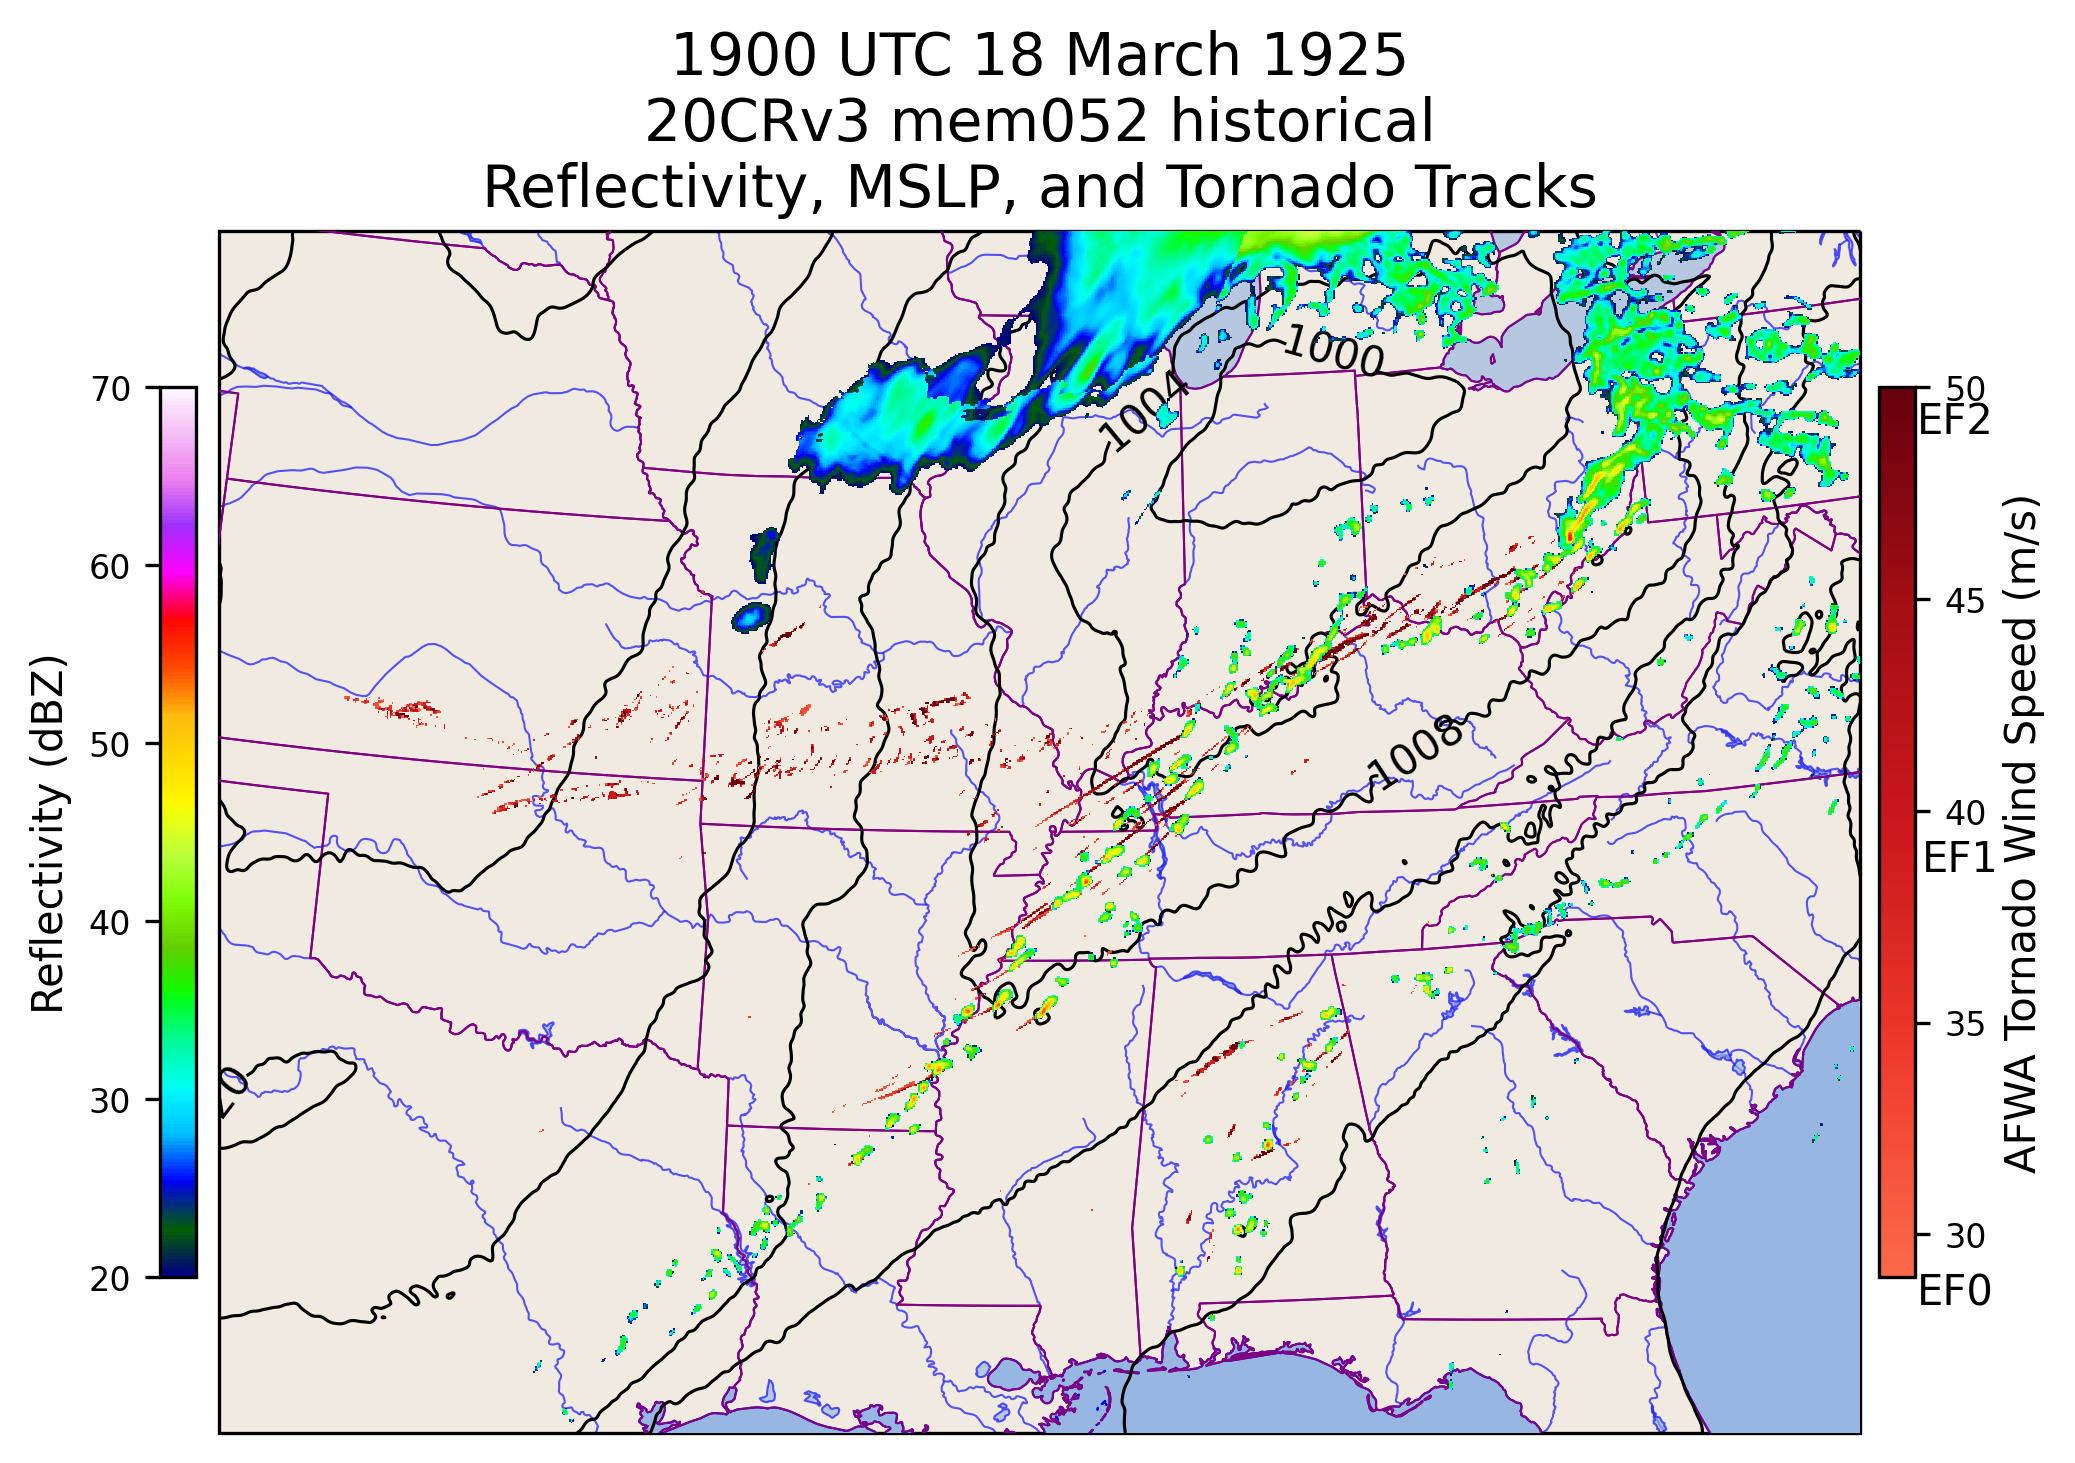 1900 UTC 18 March 1925
20CRv3 mem052 historical
Reflectivity, MSLP, and Tornado Tracks
70
60
50
40
30
20
Reflectivity (dBZ)
1000
1004
1008
50
EF2
45
40
EF1
35
30
EF0
AFWA Tornado Wind Speed (m/s)